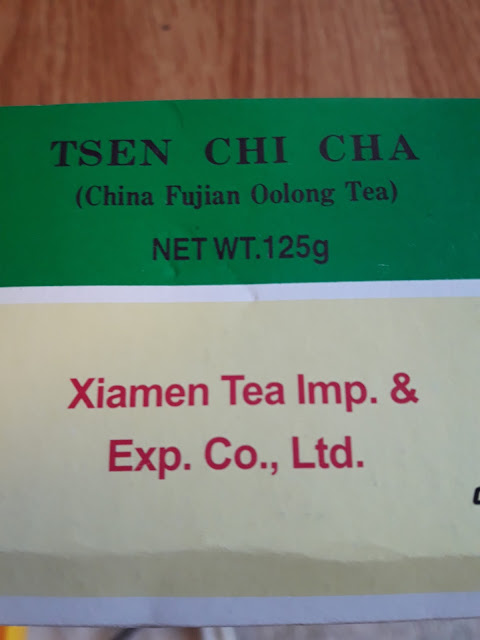 TSEN CHI CHA
(China Fujian Oolong Tea)
NET WT.125g
Xiamen Tea Imp. &
Exp. Co., Ltd.